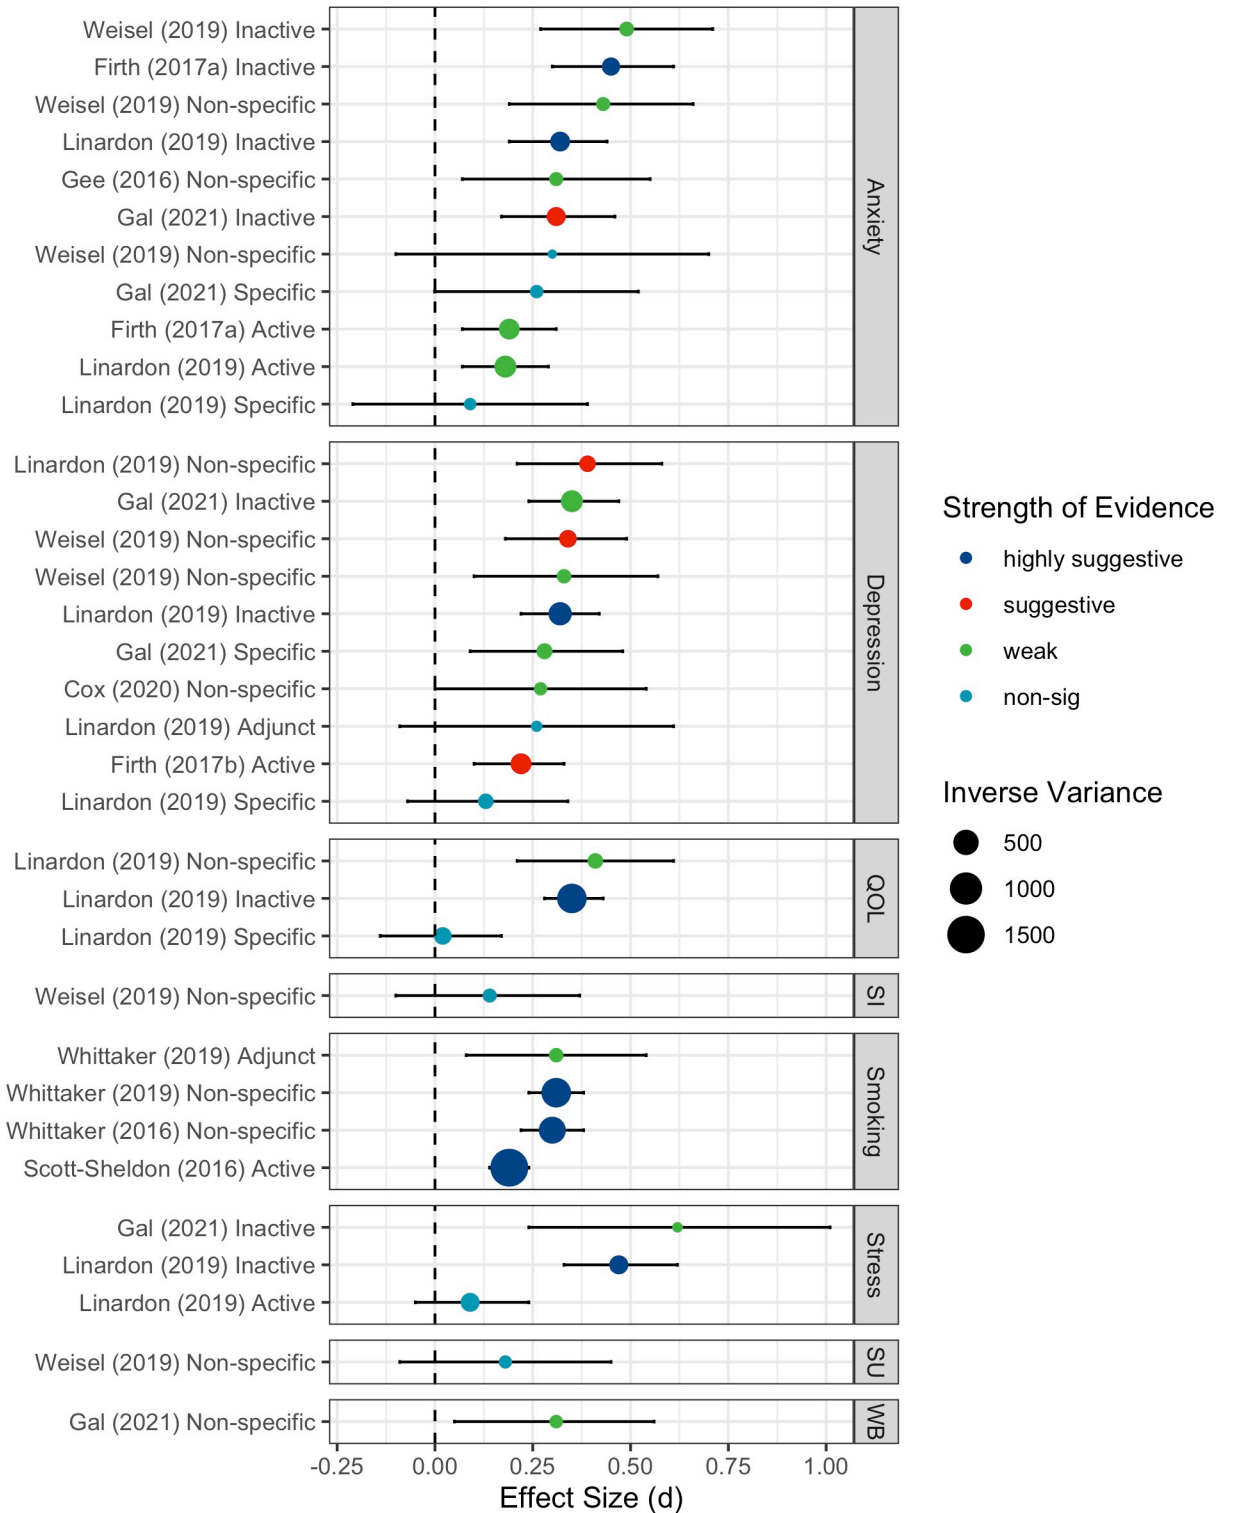 Weisel (2019) Inactive
Firth (2017a) Inactive
Weisel (2019) Non-specific
Linardon (2019) Inactive
Gee (2016) Non-specific
Gal (2021) Inactive
Weisel (2019) Non-specific
Gal (2021) Specific
Firth (2017a) Active
Linardon (2019) Active
Linardon (2019) Specific
Anxiety
Linardon (2019) Non-specific
Gal (2021) Inactive
Weisel (2019) Non-specific
Weisel (2019) Non-specific
Linardon (2019) Inactive
Gal (2021) Specific
Cox (2020) Non-specific
Linardon (2019) Adjunct
Firth (2017b) Active
Linardon (2019) Specific
Depression
Linardon (2019) Non-specific
Linardon (2019) Inactive
Linardon (2019) Specific
QOL
Weisel (2019) Non-specific
SI
Whittaker (2019) Adjunct
Whittaker (2019) Non-specific
Whittaker (2016) Non-specific
Scott-Sheldon (2016) Active
Smoking
Gal (2021) Inactive
Linardon (2019) Inactive
Linardon (2019) Active
Stress
Weisel (2019) Non-specific
SU
Gal (2021) Non-specific
WB
-0.25 0.00 0.25 0.50 0.75 1.00
Effect Size (d)
Strength of Evidence
highly suggestive
suggestive
weak
non-sig
Inverse Variance
500
1000
1500